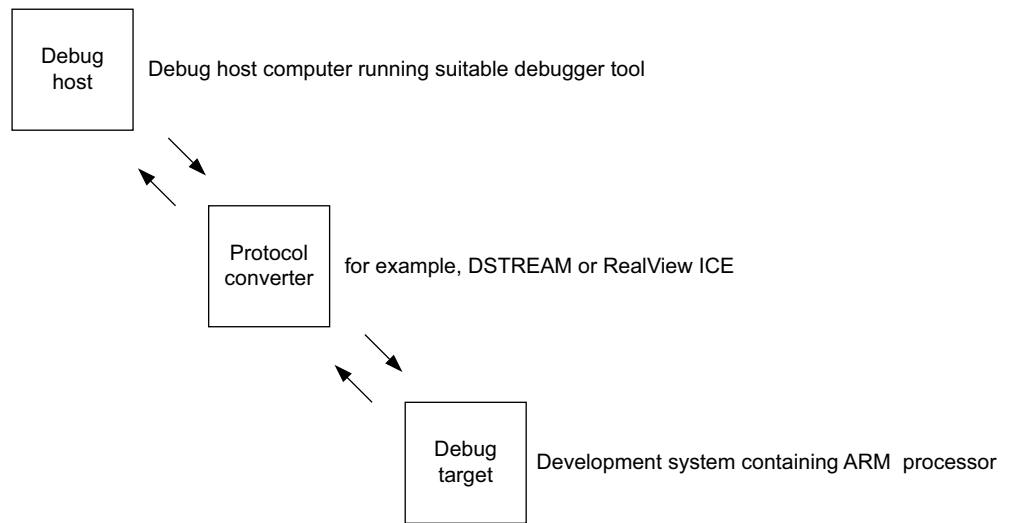 Debug
host
Debug host computer running suitable debugger tool
Protocol
converter
for example, DSTREAM or RealView ICE
Debug
target
Development system containing ARM processor